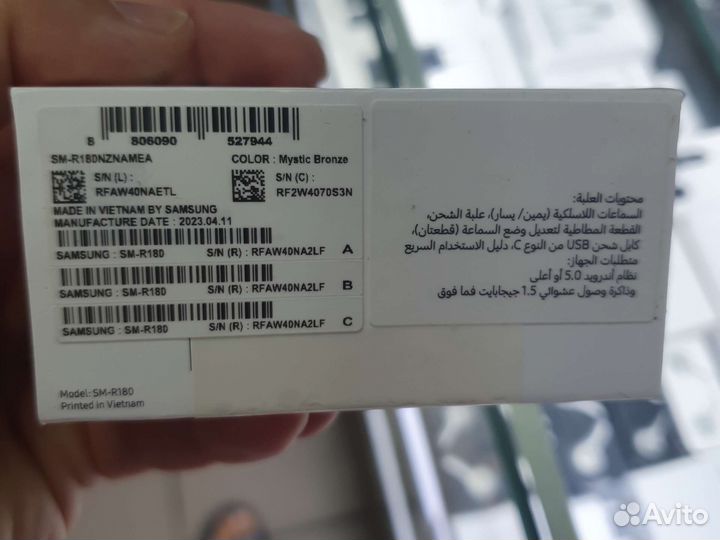 8 806090 527944
SM-R180NZNAMEA COLOR : Mystic Bronze
S/N (L) : S/N (C) :
RFAW40NAETL RF2W4070S3N
MADE IN VIETNAM BY SAMSUNG
MANUFACTURE DATE : 2023.04.11
SAMSUNG : SM-R180 S/N (R) : RFAW40NA2LF A
SAMSUNG : SM-R180 S/N (R) : RFAW40NA2LF B
SAMSUNG : SM-R180 S/N (R) : RFAW40NA2LF C
Model: SM-R180
Printed in Vietnam
محتويات العلبة:
السماعات اللاسلكية (يمين/ يسار)، علبة الشحن،
القطعة المطاطية لتعديل وضع السماعة (قطعتان)،
كابل شحن USB من النوع C، دليل الاستخدام السريع
متطلبات الجهاز:
نظام أندرويد 5.0 أو أعلى
وذاكرة وصول عشوائي 1.5 جيجابايت فما فوق
Avito